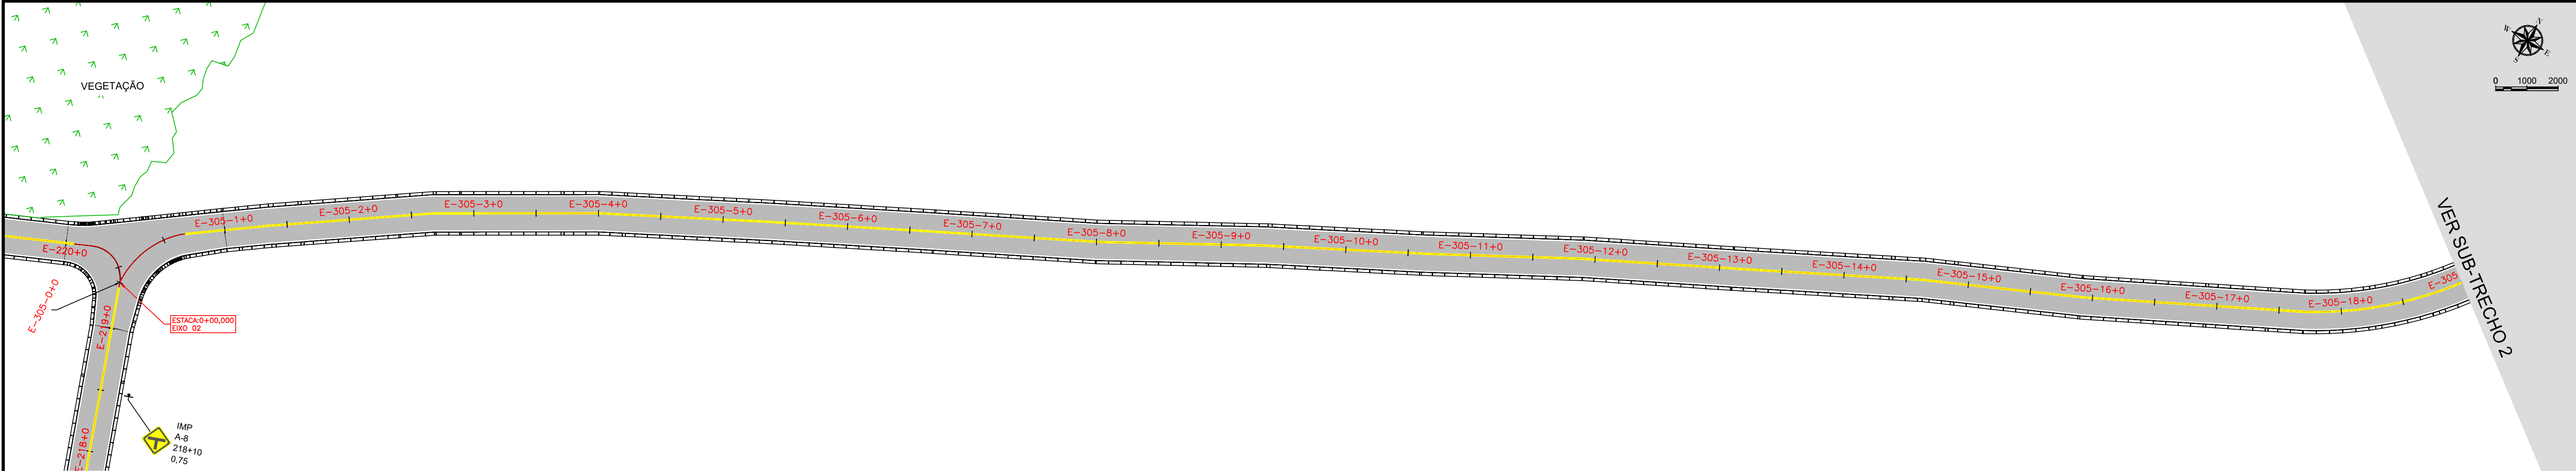 VEGETAÇÃO
N
W
E
S
0 1000 2000
E-220+0
E-305-1+0
E-305-2+0
E-305-3+0
E-305-4+0
E-305-5+0
E-305-6+0
E-305-7+0
E-305-8+0
E-305-9+0
E-305-10+0
E-305-11+0
E-305-12+0
E-305-13+0
E-305-14+0
E-305-15+0
E-305-16+0
E-305-17+0
E-305-18+0
E-305
VER SUB-TRECHO 2
E-305-0+0
E-219+0
ESTACA:0+00,000
EIXO 02
E-218+0
IMP
A-8
218+10
0,75